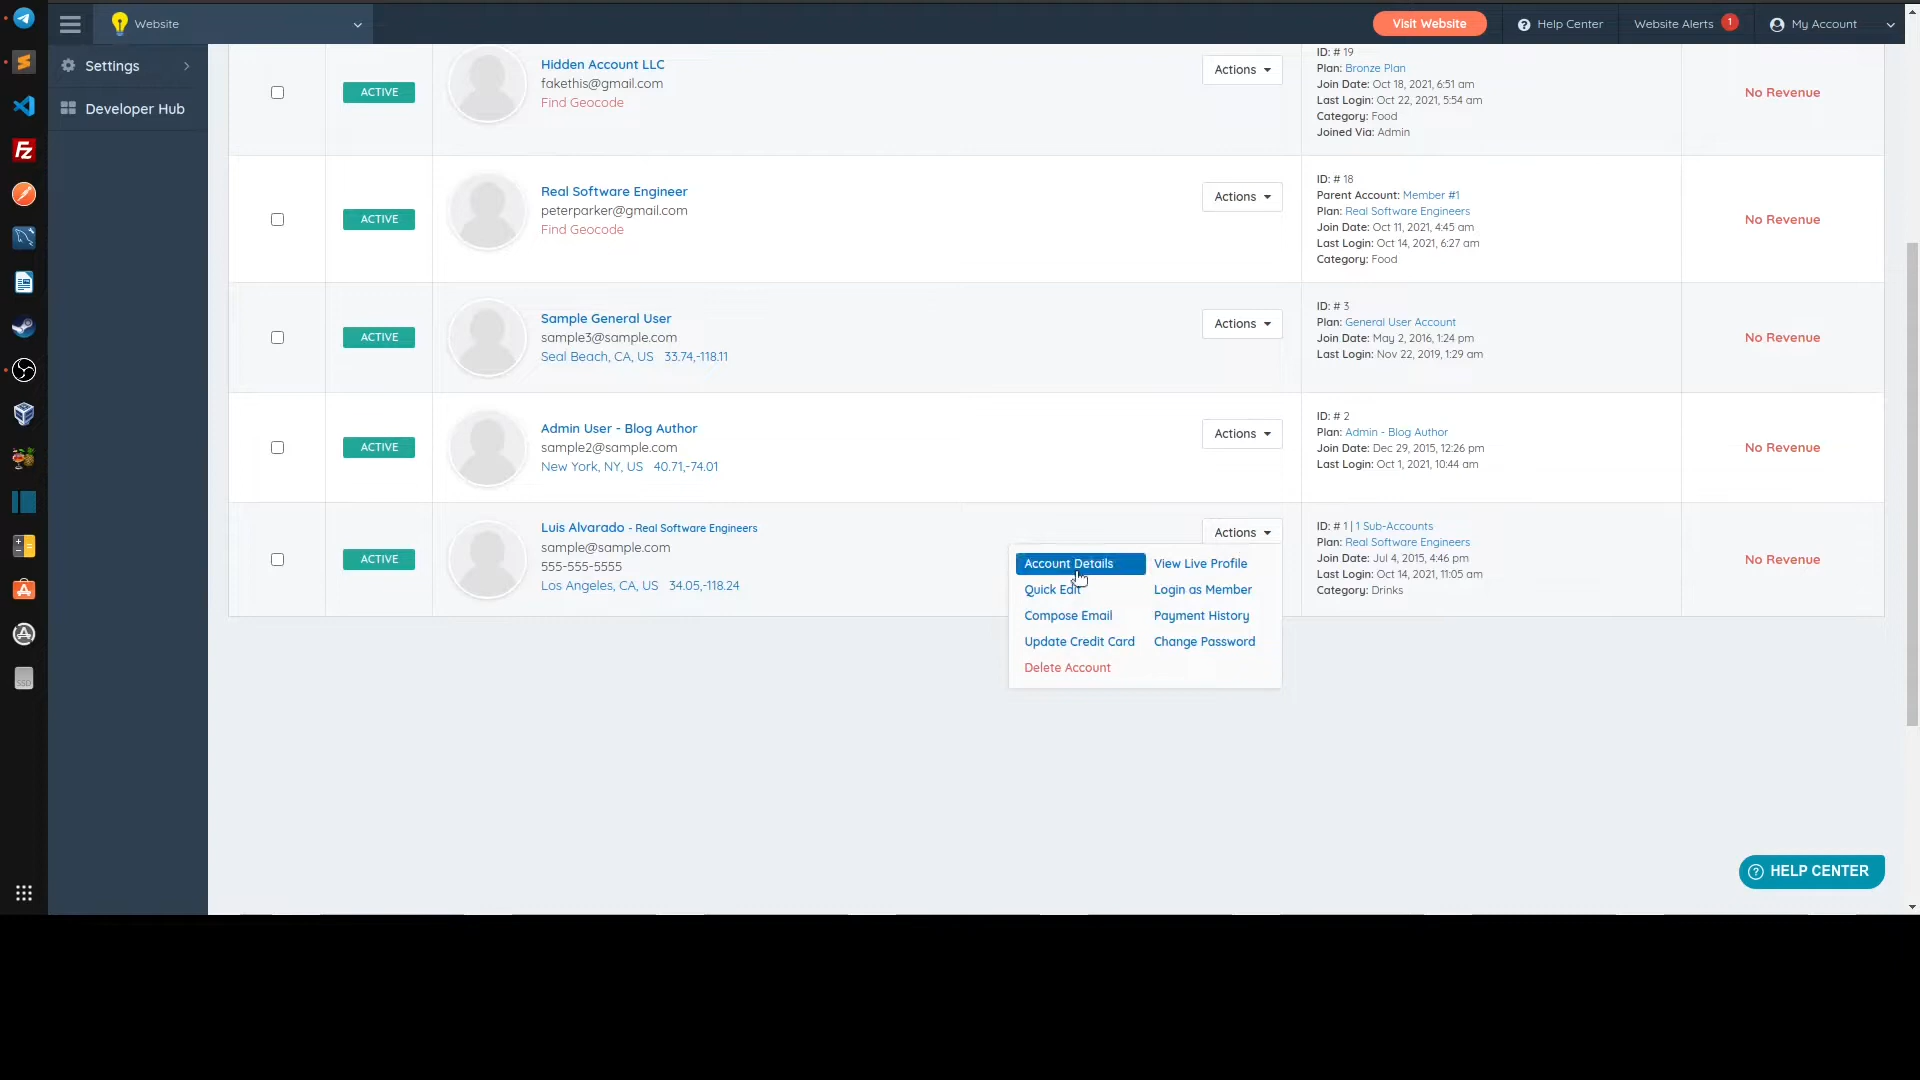 Website
Visit Website
Help Center
Website Alerts 1
My Account
Settings
Developer Hub
ACTIVE
Hidden Account LLC
fakethis@gmail.com
Find Geocode
Actions
ID: # 19
Plan: Bronze Plan
Join Date: Oct 18, 2021, 6:51 am
Last Login: Oct 22, 2021, 5:54 am
Category: Food
Joined Via: Admin
No Revenue
ACTIVE
Real Software Engineer
peterparker@gmail.com
Find Geocode
Actions
ID: # 18
Parent Account: Member #1
Plan: Real Software Engineers
Join Date: Oct 11, 2021, 4:45 am
Last Login: Oct 14, 2021, 6:27 am
Category: Food
No Revenue
ACTIVE
Sample General User
sample3@sample.com
Seal Beach, CA, US 33.74,-118.11
Actions
ID: # 3
Plan: General User Account
Join Date: May 2, 2016, 1:24 pm
Last Login: Nov 22, 2019, 1:29 am
No Revenue
ACTIVE
Admin User - Blog Author
sample2@sample.com
New York, NY, US 40.71,-74.01
Actions
ID: # 2
Plan: Admin - Blog Author
Join Date: Dec 29, 2015, 12:26 pm
Last Login: Oct 1, 2021, 10:44 am
No Revenue
ACTIVE
Luis Alvarado - Real Software Engineers
sample@sample.com
555-555-5555
Los Angeles, CA, US 34.05,-118.24
Actions
Account Details View Live Profile
Quick Edit Login as Member
Compose Email Payment History
Update Credit Card Change Password
Delete Account
ID: # 1 | 1 Sub-Accounts
Plan: Real Software Engineers
Join Date: Jul 4, 2015, 4:46 pm
Last Login: Oct 14, 2021, 11:05 am
Category: Drinks
No Revenue
HELP CENTER
SSD